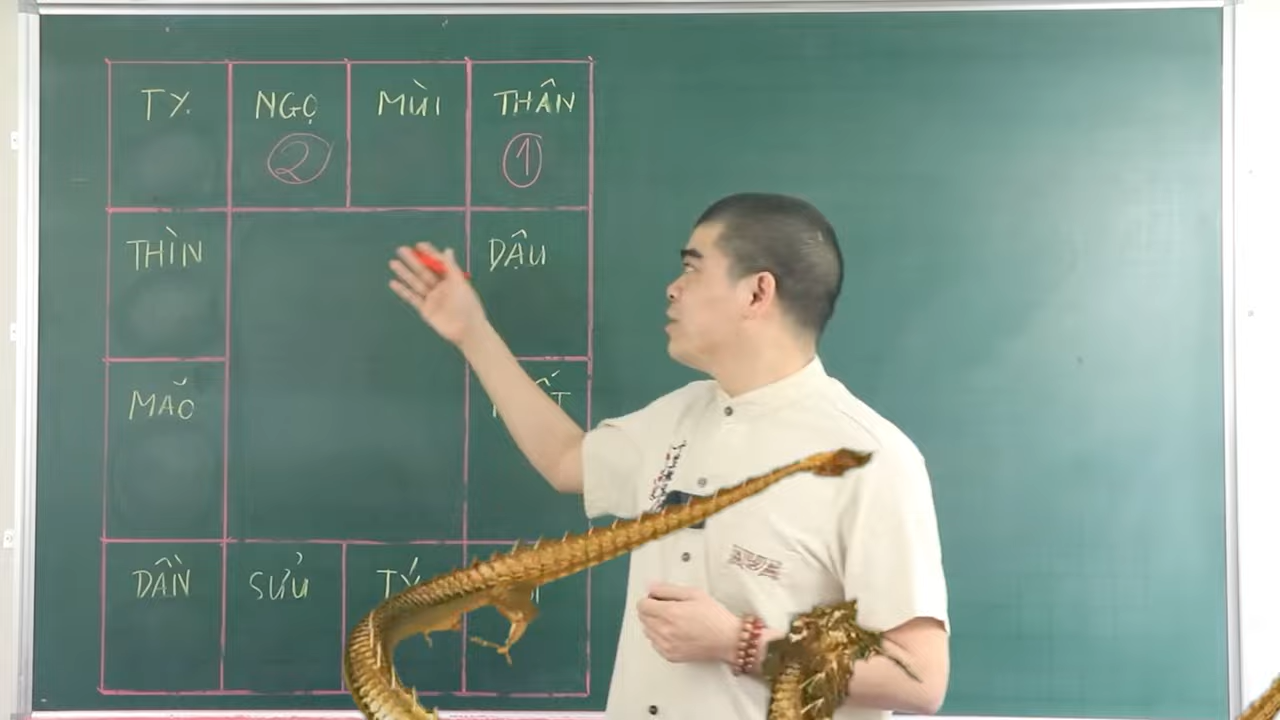 TỴ NGỌ MÙI THÂN
② ①
THÌN DẬU
MÃO
DẦN SỬU TÝ